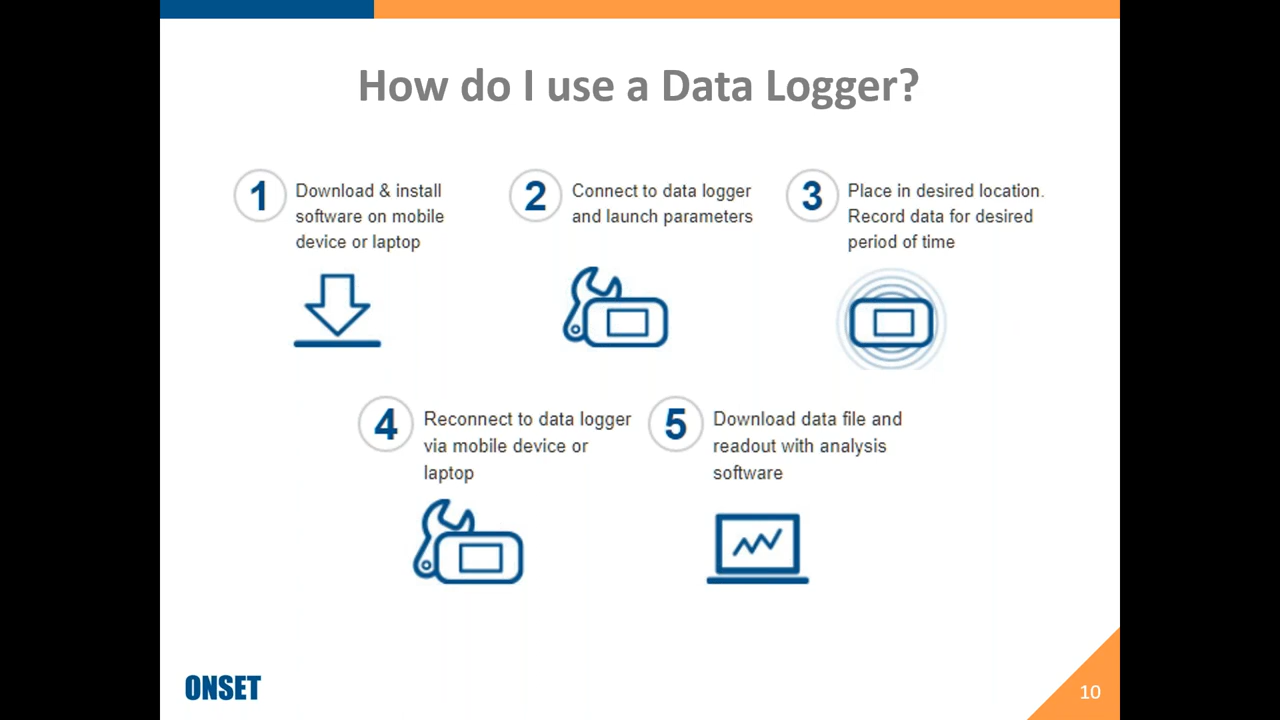 How do I use a Data Logger?
1
Download & install
software on mobile
device or laptop
2
Connect to data logger
and launch parameters
3
Place in desired location.
Record data for desired
period of time
4
Reconnect to data logger
via mobile device or
laptop
5
Download data file and
readout with analysis
software
ONSET
10